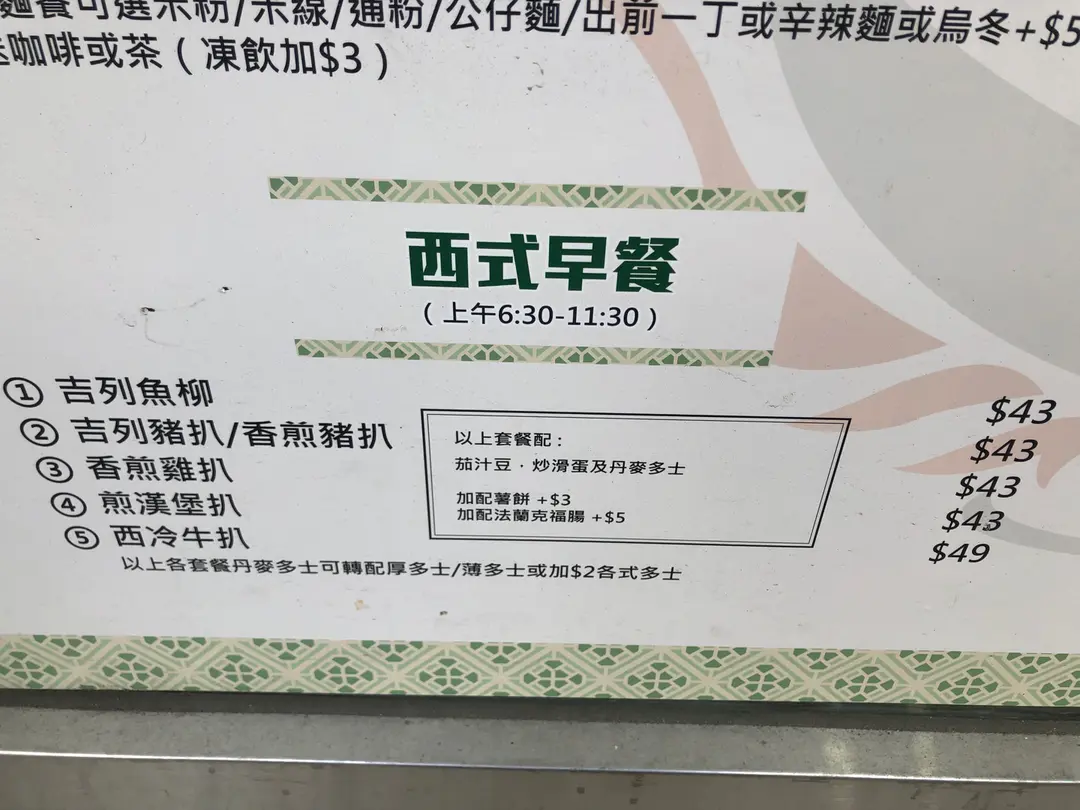 麵餐可選米粉/米線/通粉/公仔麵/出前一丁或辛辣麵或烏冬+$5
送咖啡或茶(凍飲加$3)
西式早餐
(上午6:30-11:30)
① 吉列魚柳 $43
② 吉列豬扒/香煎豬扒 $43
③ 香煎雞扒 $43
④ 煎漢堡扒 $43
⑤ 西冷牛扒 $49
以上套餐配:
茄汁豆.炒滑蛋及丹麥多士
加配薯餅 +$3
加配法蘭克福腸 +$5
以上各套餐丹麥多士可轉配厚多士/薄多士或加$2各式多士